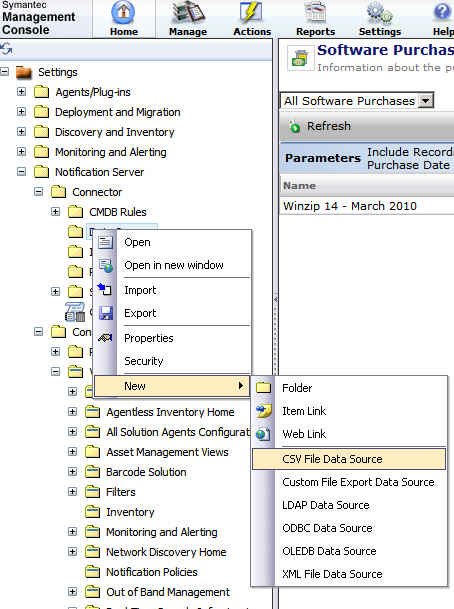 Symantec
Management
Console
Home
Manage
Actions
Reports
Settings
Help
Settings
Agents/Plug-ins
Deployment and Migration
Discovery and Inventory
Monitoring and Alerting
Notification Server
Connector
CMDB Rules
Open
Open in new window
Import
Export
Properties
Security
New
Folder
Item Link
Web Link
CSV File Data Source
Custom File Export Data Source
LDAP Data Source
ODBC Data Source
OLEDB Data Source
XML File Data Source
Agentless Inventory Home
All Solution Agents Configurat
Asset Management Views
Barcode Solution
Filters
Inventory
Monitoring and Alerting
Network Discovery Home
Notification Policies
Out of Band Management
Software Purchas
Information about the p
All Software Purchases
Refresh
Parameters
Include Record
Purchase Date
Name
Winzip 14 - March 2010